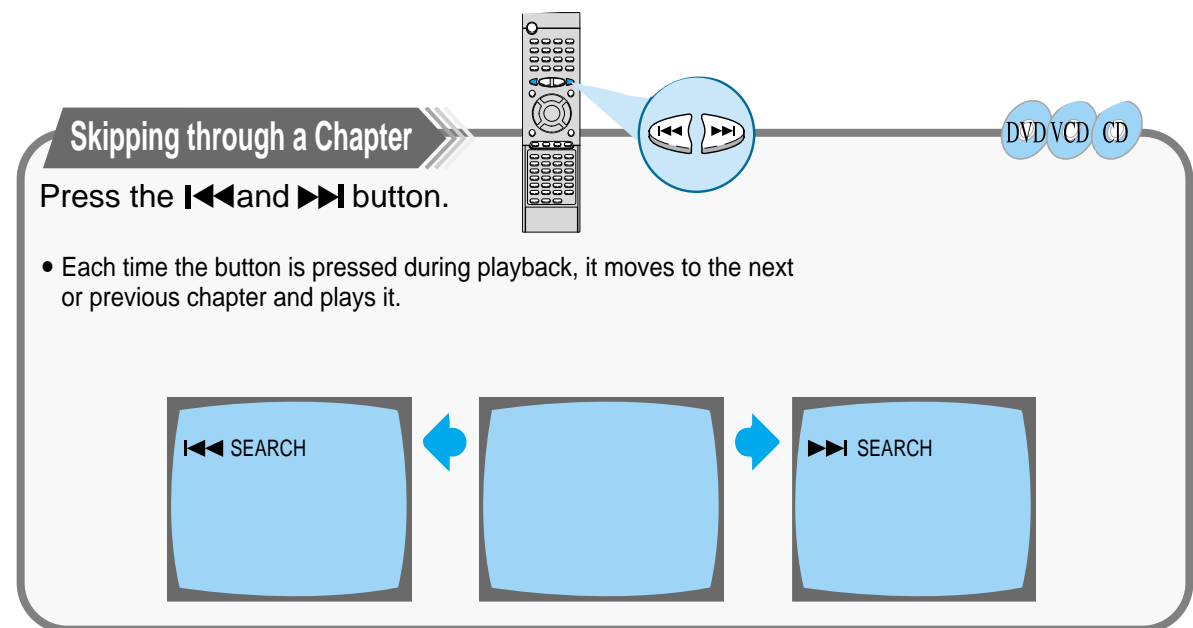 Skipping through a Chapter
DVD VCD CD
Press the ⏮ and ⏭ button.
• Each time the button is pressed during playback, it moves to the next
or previous chapter and plays it.
⏮ SEARCH
⏭ SEARCH